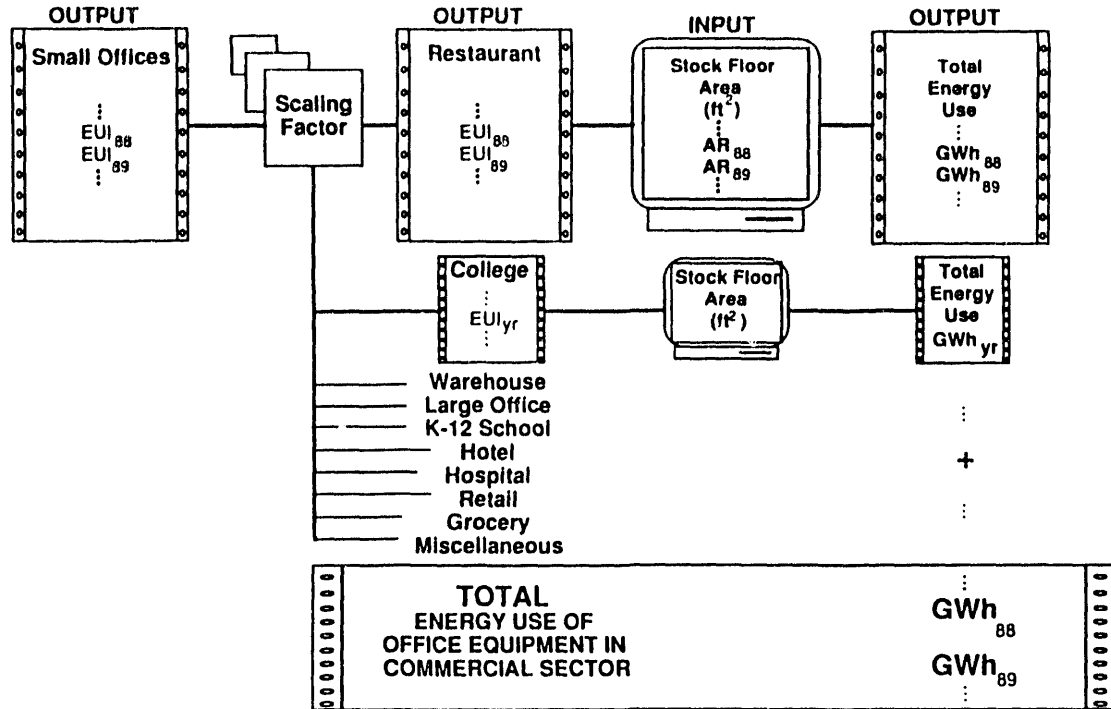 OUTPUT
Small Offices
EUI88
EUI89
Scaling
Factor
OUTPUT
Restaurant
EUI88
EUI89
INPUT
Stock Floor
Area
(ft2)
AR88
AR89
OUTPUT
Total
Energy
Use
GWh88
GWh89
College
EUIyr
Stock Floor
Area
(ft2)
Total
Energy
Use
GWh yr
Warehouse
Large Office
K-12 School
Hotel
Hospital
Retail
Grocery
Miscellaneous
+
TOTAL
ENERGY USE OF
OFFICE EQUIPMENT IN
COMMERCIAL SECTOR
GWh88
GWh89